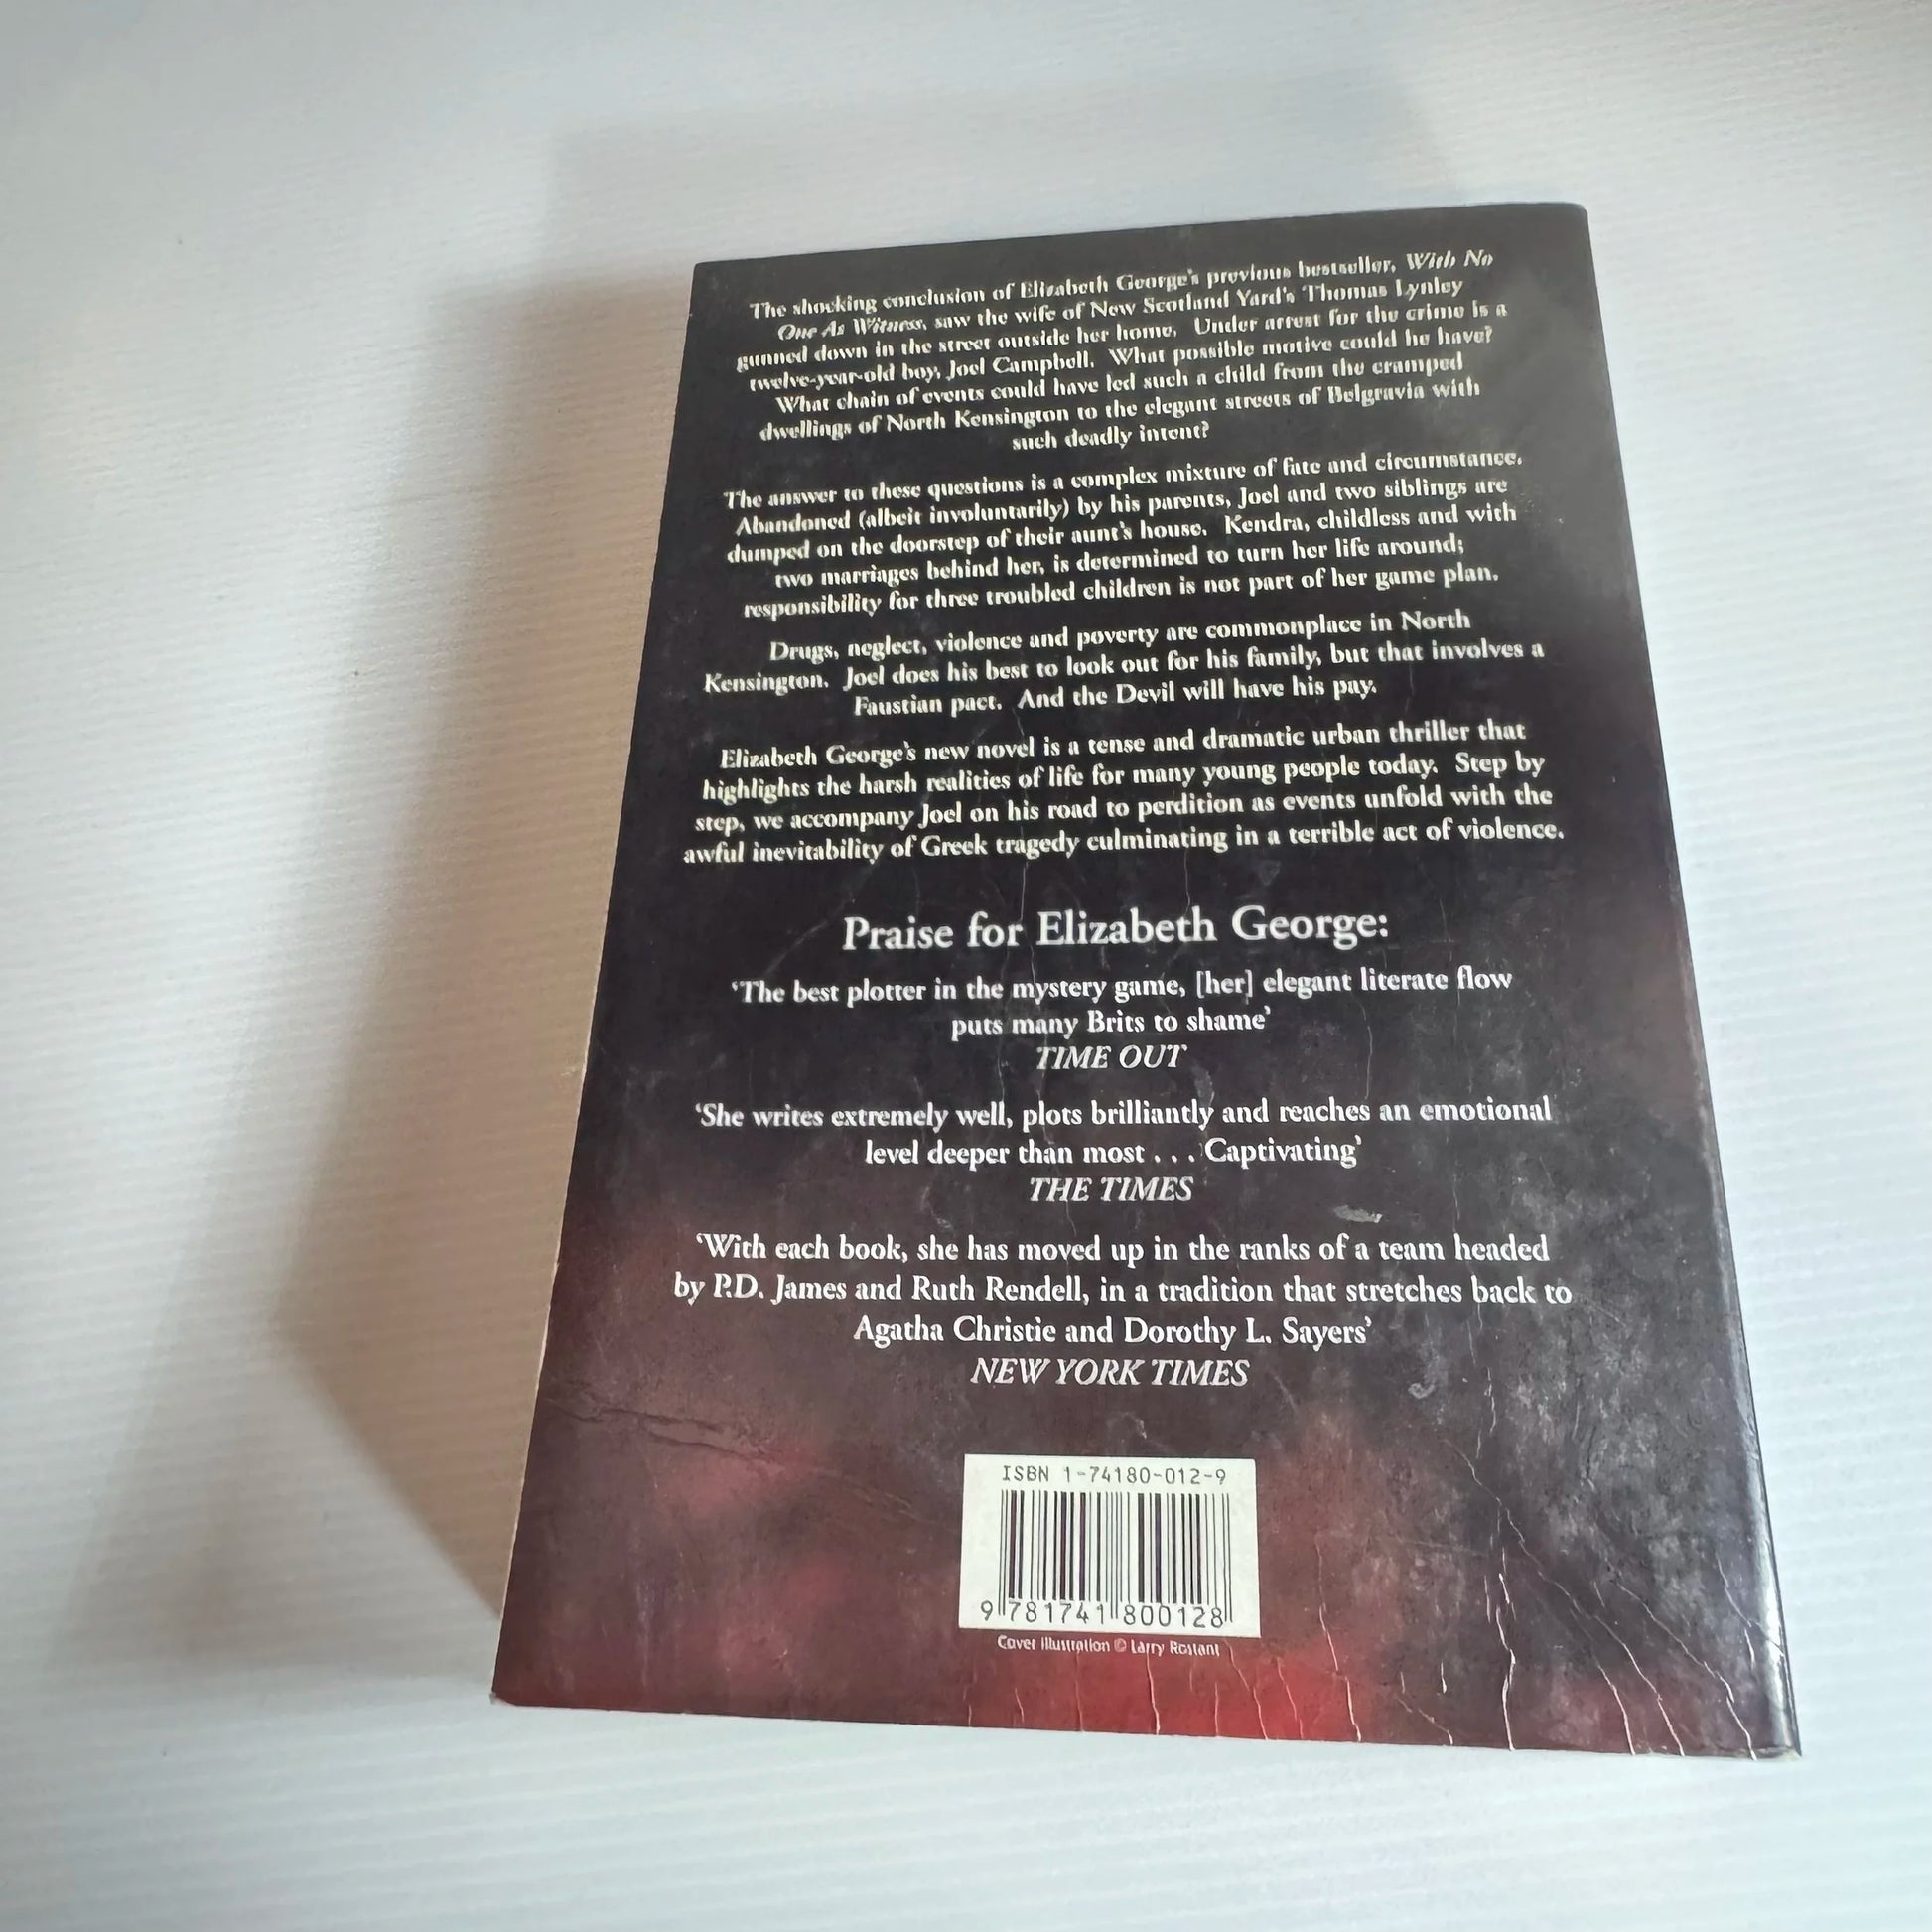 The shocking conclusion of Elizabeth George's previous bestseller, With No
One As Witness, saw the wife of New Scotland Yard's Thomas Lynley
gunned down in the street outside her home. Under arrest for the crime is a
twelve-year-old boy, Joel Campbell. What possible motive could he have?
What chain of events could have led such a child from the cramped
dwellings of North Kensington to the elegant streets of Belgravia with
such deadly intent?
The answer to these questions is a complex mixture of fate and circumstance.
Abandoned (albeit involuntarily) by his parents, Joel and two siblings are
dumped on the doorstep of their aunt's house. Kendra, childless and with
two marriages behind her, is determined to turn her life around;
responsibility for three troubled children is not part of her game plan.
Drugs, neglect, violence and poverty are commonplace in North
Kensington. Joel does his best to look out for his family, but that involves a
Faustian pact. And the Devil will have his pay.
Elizabeth George's new novel is a tense and dramatic urban thriller that
highlights the harsh realities of life for many young people today. Step by
step, we accompany Joel on his road to perdition as events unfold with the
awful inevitability of Greek tragedy culminating in a terrible act of violence.
Praise for Elizabeth George:
‘The best plotter in the mystery game, [her] elegant literate flow
puts many Brits to shame’
TIME OUT
‘She writes extremely well, plots brilliantly and reaches an emotional
level deeper than most . . . Captivating’
THE TIMES
‘With each book, she has moved up in the ranks of a team headed
by P.D. James and Ruth Rendell, in a tradition that stretches back to
Agatha Christie and Dorothy L. Sayers’
NEW YORK TIMES
ISBN 1-74180-012-9
9 781741 800128
Cover illustration © Larry Rostant